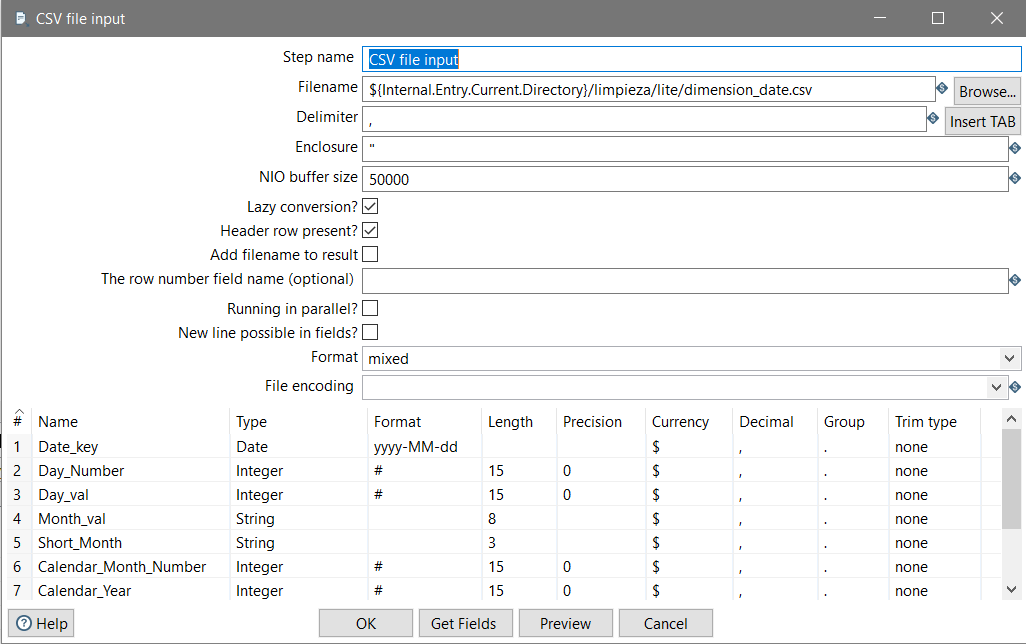 CSV file input
Step name CSV file input
Filename ${Internal.Entry.Current.Directory}/limpieza/lite/dimension_date.csv Browse...
Delimiter , Insert TAB
Enclosure "
NIO buffer size 50000
Lazy conversion?
Header row present?
Add filename to result
The row number field name (optional)
Running in parallel?
New line possible in fields?
Format mixed
File encoding
# Name Type Format Length Precision Currency Decimal Group Trim type
1 Date_key Date yyyy-MM-dd $ , . none
2 Day_Number Integer # 15 0 $ , . none
3 Day_val Integer # 15 0 $ , . none
4 Month_val String 8 $ , . none
5 Short_Month String 3 $ , . none
6 Calendar_Month_Number Integer # 15 0 $ , . none
7 Calendar_Year Integer # 15 0 $ , . none
Help OK Get Fields Preview Cancel